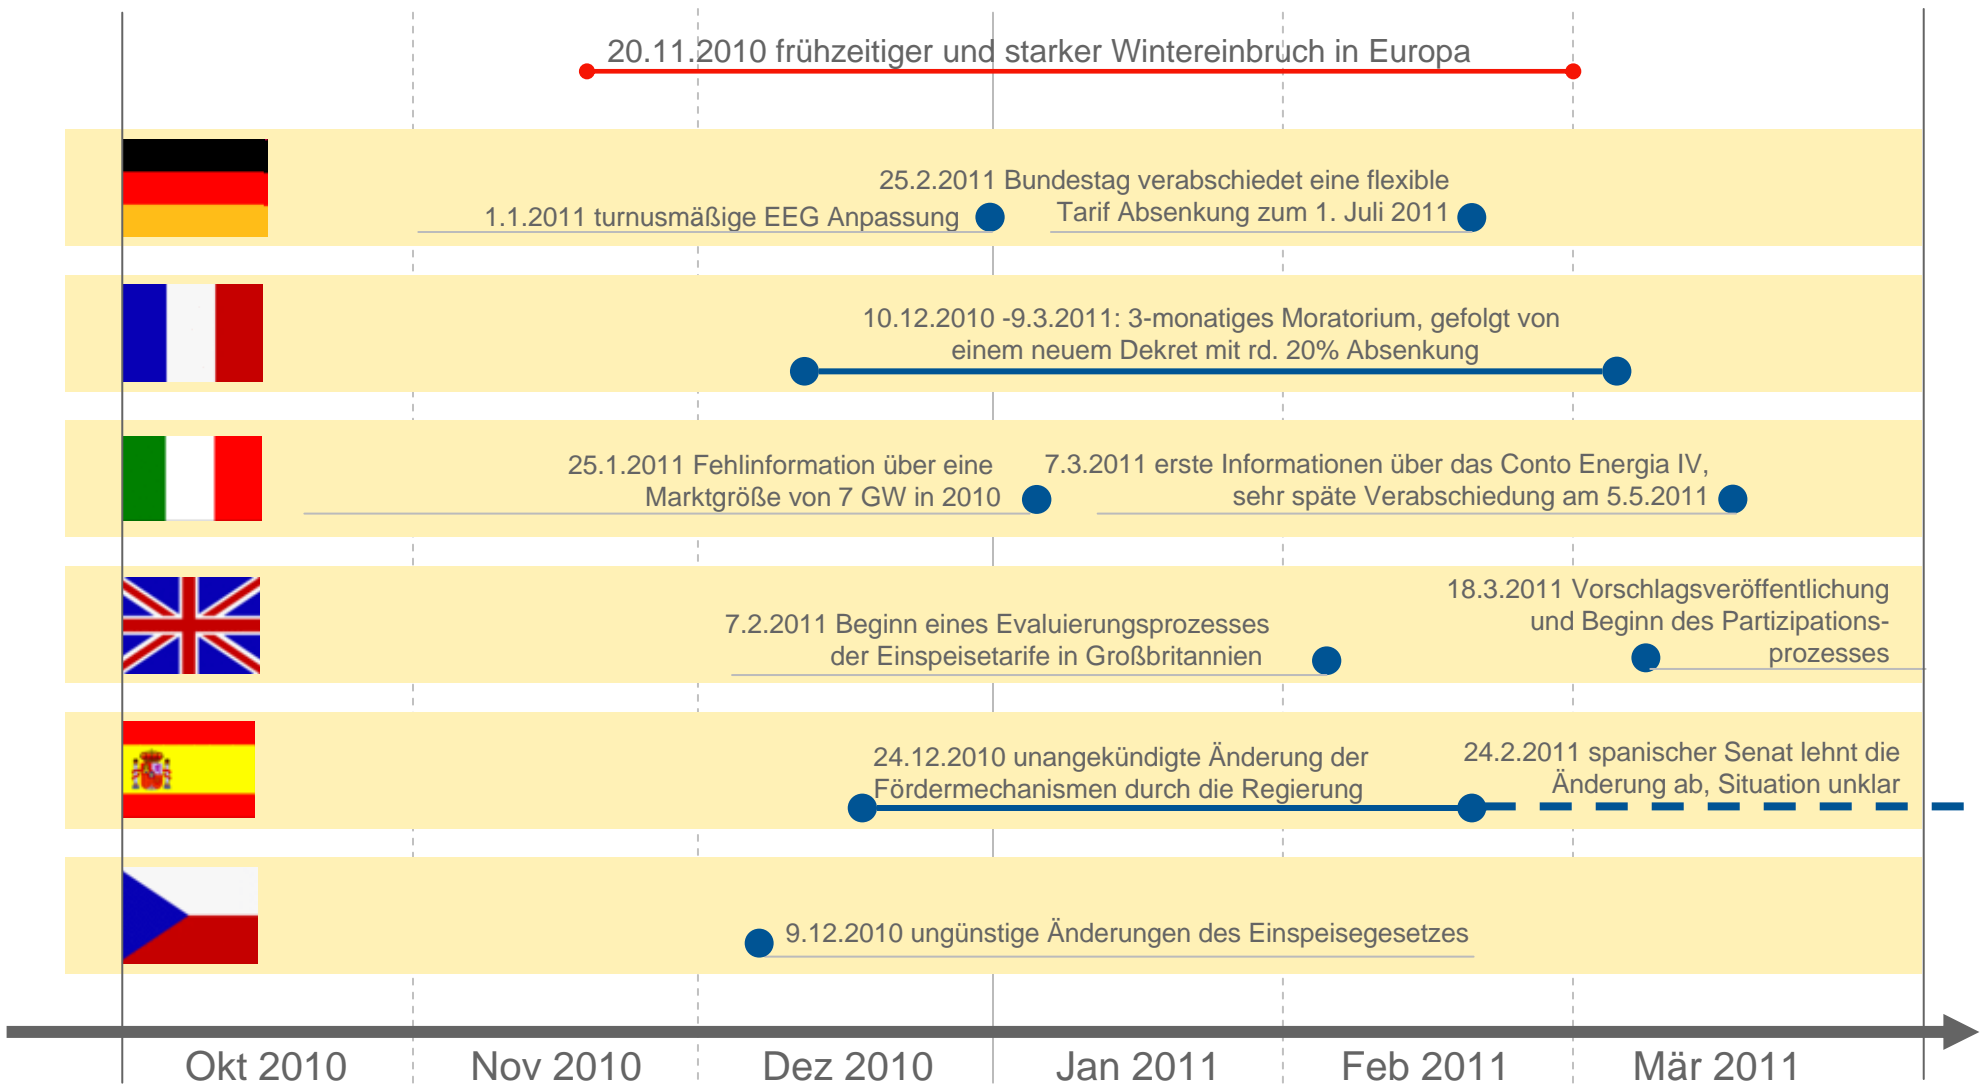 20.11.2010 frühzeitiger und starker Wintereinbruch in Europa
25.2.2011 Bundestag verabschiedet eine flexible
Tarif Absenkung zum 1. Juli 2011
1.1.2011 turnusmäßige EEG Anpassung
10.12.2010 -9.3.2011: 3-monatiges Moratorium, gefolgt von
einem neuem Dekret mit rd. 20% Absenkung
25.1.2011 Fehlinformation über eine
Marktgröße von 7 GW in 2010
7.3.2011 erste Informationen über das Conto Energia IV,
sehr späte Verabschiedung am 5.5.2011
7.2.2011 Beginn eines Evaluierungsprozesses
der Einspeisetarife in Großbritannien
18.3.2011 Vorschlagsveröffentlichung
und Beginn des Partizipations-
prozesses
24.12.2010 unangekündigte Änderung der
Fördermechanismen durch die Regierung
24.2.2011 spanischer Senat lehnt die
Änderung ab, Situation unklar
9.12.2010 ungünstige Änderungen des Einspeisegesetzes
Okt 2010
Nov 2010
Dez 2010
Jan 2011
Feb 2011
Mär 2011